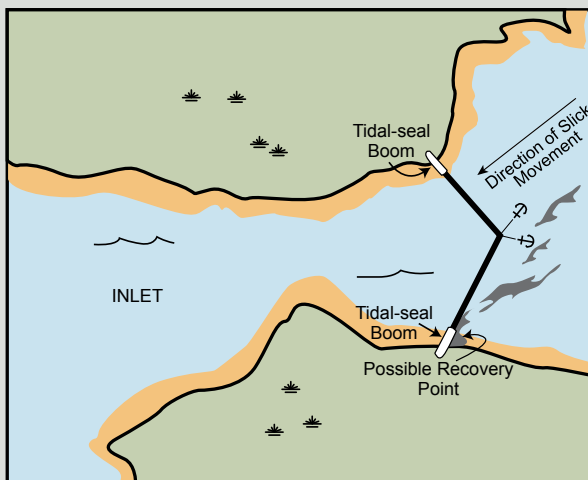 Tidal-seal
Boom
Direction of Slick
Movement
INLET
Tidal-seal
Boom
Possible Recovery
Point